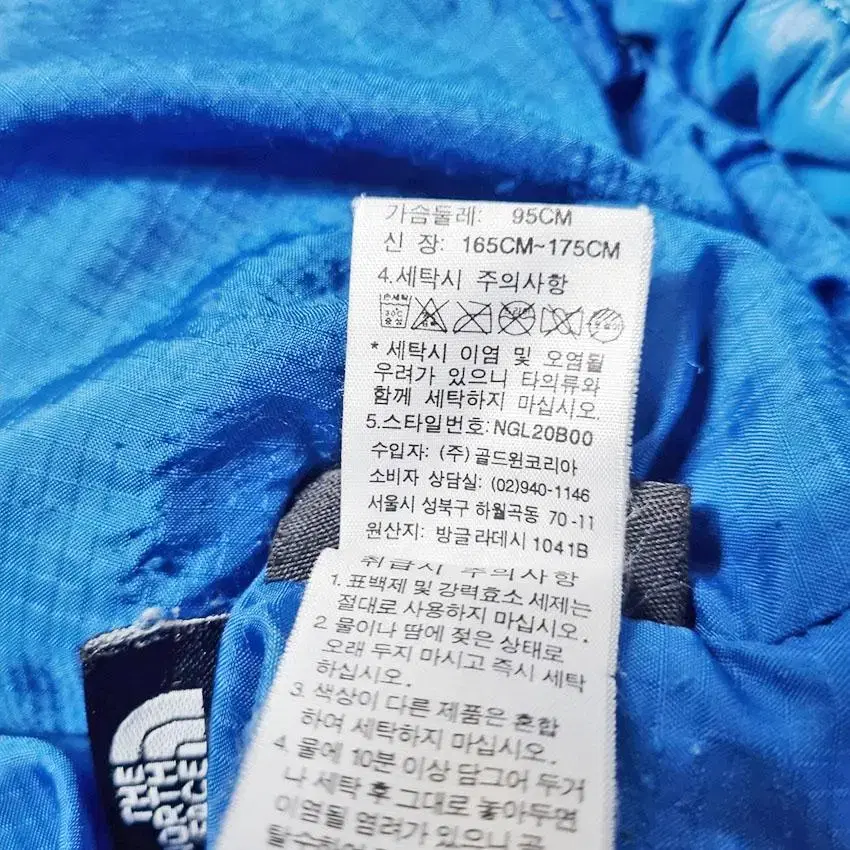 가슴둘레: 95CM
신 장: 165CM~175CM
4.세탁시 주의사항
손세탁
30℃
중성
* 세탁시 이염 및 오염될
우려가 있으니 타의류와
함께 세탁하지 마십시오.
5.스타일번호: NGL20B00
수입자: (주) 골드윈코리아
소비자 상담실: (02)940-1146
서울시 성북구 하월곡동 70-11
원산지: 방글라데시 1041B
취급시 주의사항
1. 표백제 및 강력효소 세제는
절대로 사용하지 마십시오.
2. 물이나 땀에 젖은 상태로
오래 두지 마시고 즉시 세탁
하십시오.
3. 색상이 다른 제품은 혼합
하여 세탁하지 마십시오.
4. 물에 10분 이상 담그어 두거
나 세탁 후 그대로 놓아두면
이염될 염려가 있으니 곧
탈수하여
THE
NORTH
FACE